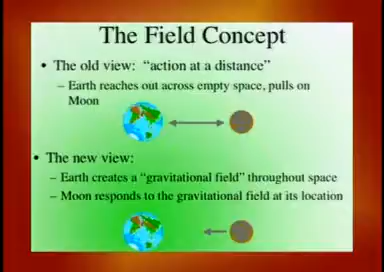 The Field Concept
• The old view: “action at a distance”
– Earth reaches out across empty space, pulls on
Moon
• The new view:
– Earth creates a “gravitational field” throughout space
– Moon responds to the gravitational field at its location